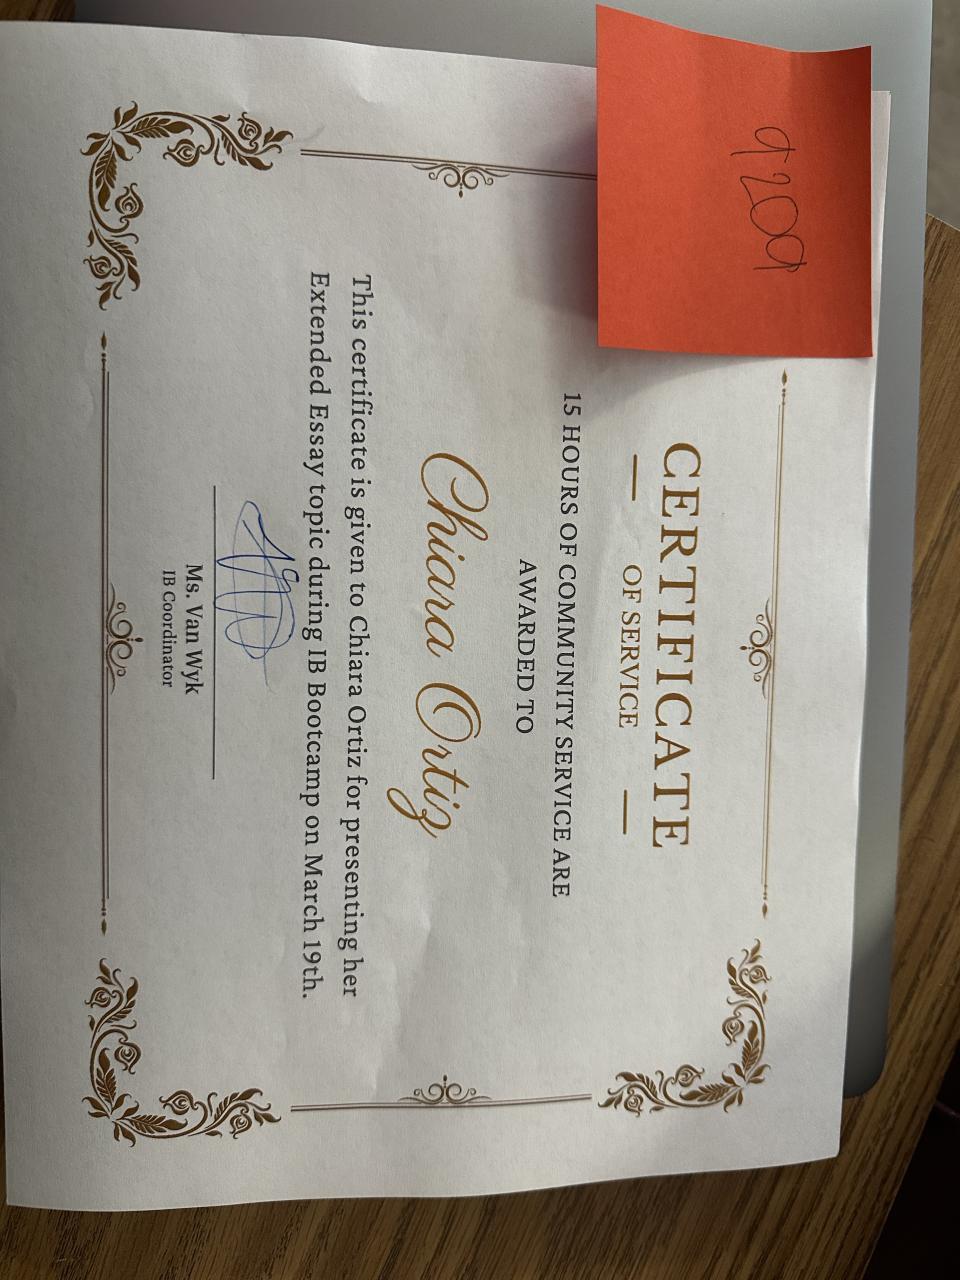 9209
CERTIFICATE
OF SERVICE
15 HOURS OF COMMUNITY SERVICE ARE
AWARDED TO
Chiara Ortiz
This certificate is given to Chiara Ortiz for presenting her
Extended Essay topic during IB Bootcamp on March 19th.
Ms. Van Wyk
IB Coordinator